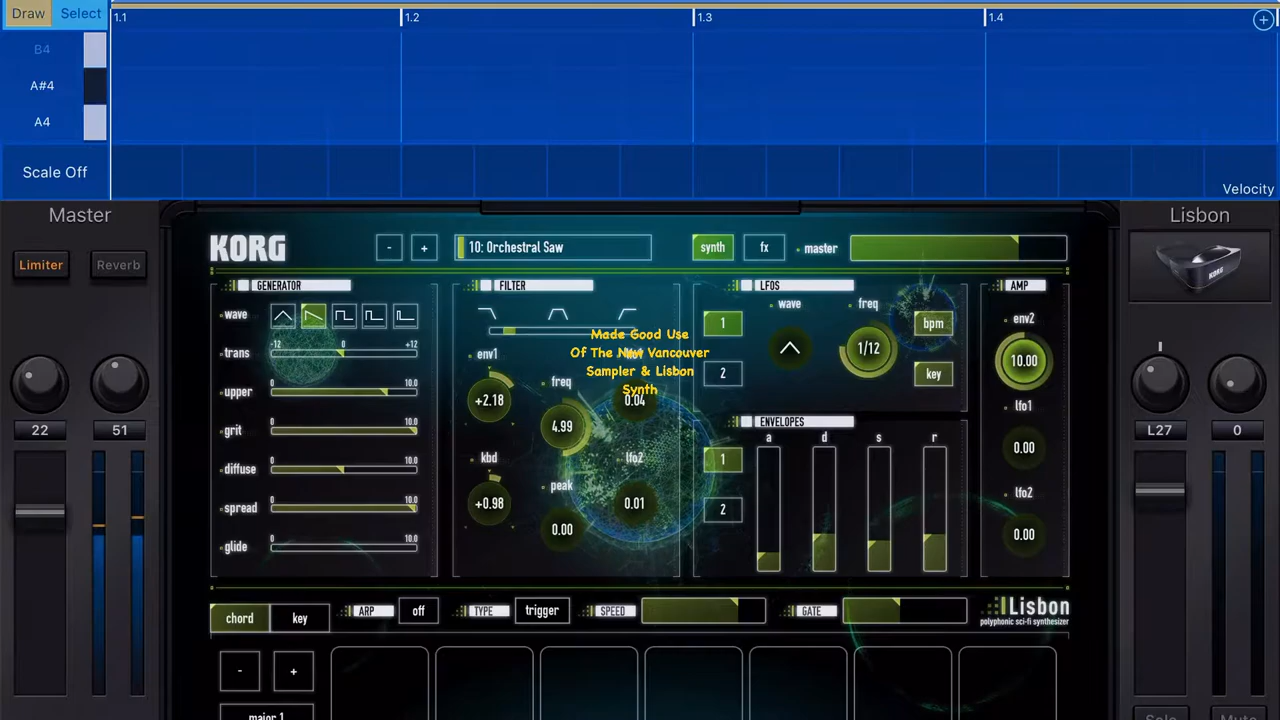 Draw Select
1.1 1.2 1.3 1.4
B4
A#4
A4
Scale Off
Velocity
Master
Lisbon
Limiter Reverb
KORG
KORG
- + 10: Orchestral Saw synth fx master
GENERATOR FILTER LFOS AMP
wave
-12 0 +12
trans
0 10.0
upper
0 10.0
grit
0 10.0
diffuse
0 10.0
spread
0 10.0
glide
env1
+2.18
freq
4.99
0.04
kbd
+0.98
peak
0.00
lfo2
0.01
Made Good Use
Of The New Vancouver
Sampler & Lisbon
Synth
wave freq
1 1/12 bpm
2 key
ENVELOPES
a d s r
1
2
env2
10.00
lfo1
0.00
lfo2
0.00
22 51
L27 0
chord key ARP off TYPE trigger SPEED GATE
Lisbon
polyphonic sci-fi synthesizer
- +
major 1
Solo Mute